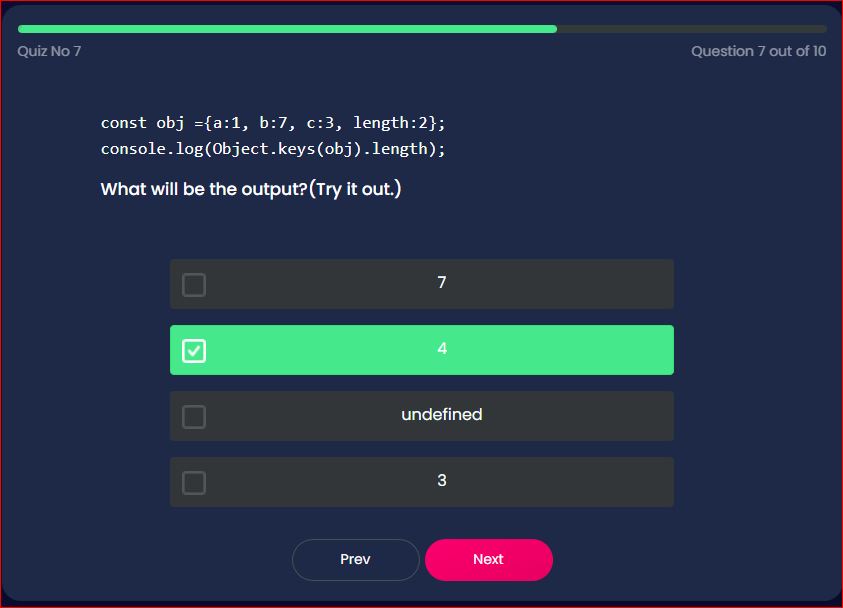 Quiz No 7
Question 7 out of 10
const obj ={a:1, b:7, c:3, length:2};
console.log(Object.keys(obj).length);
What will be the output?(Try it out.)
7
4
undefined
3
Prev
Next